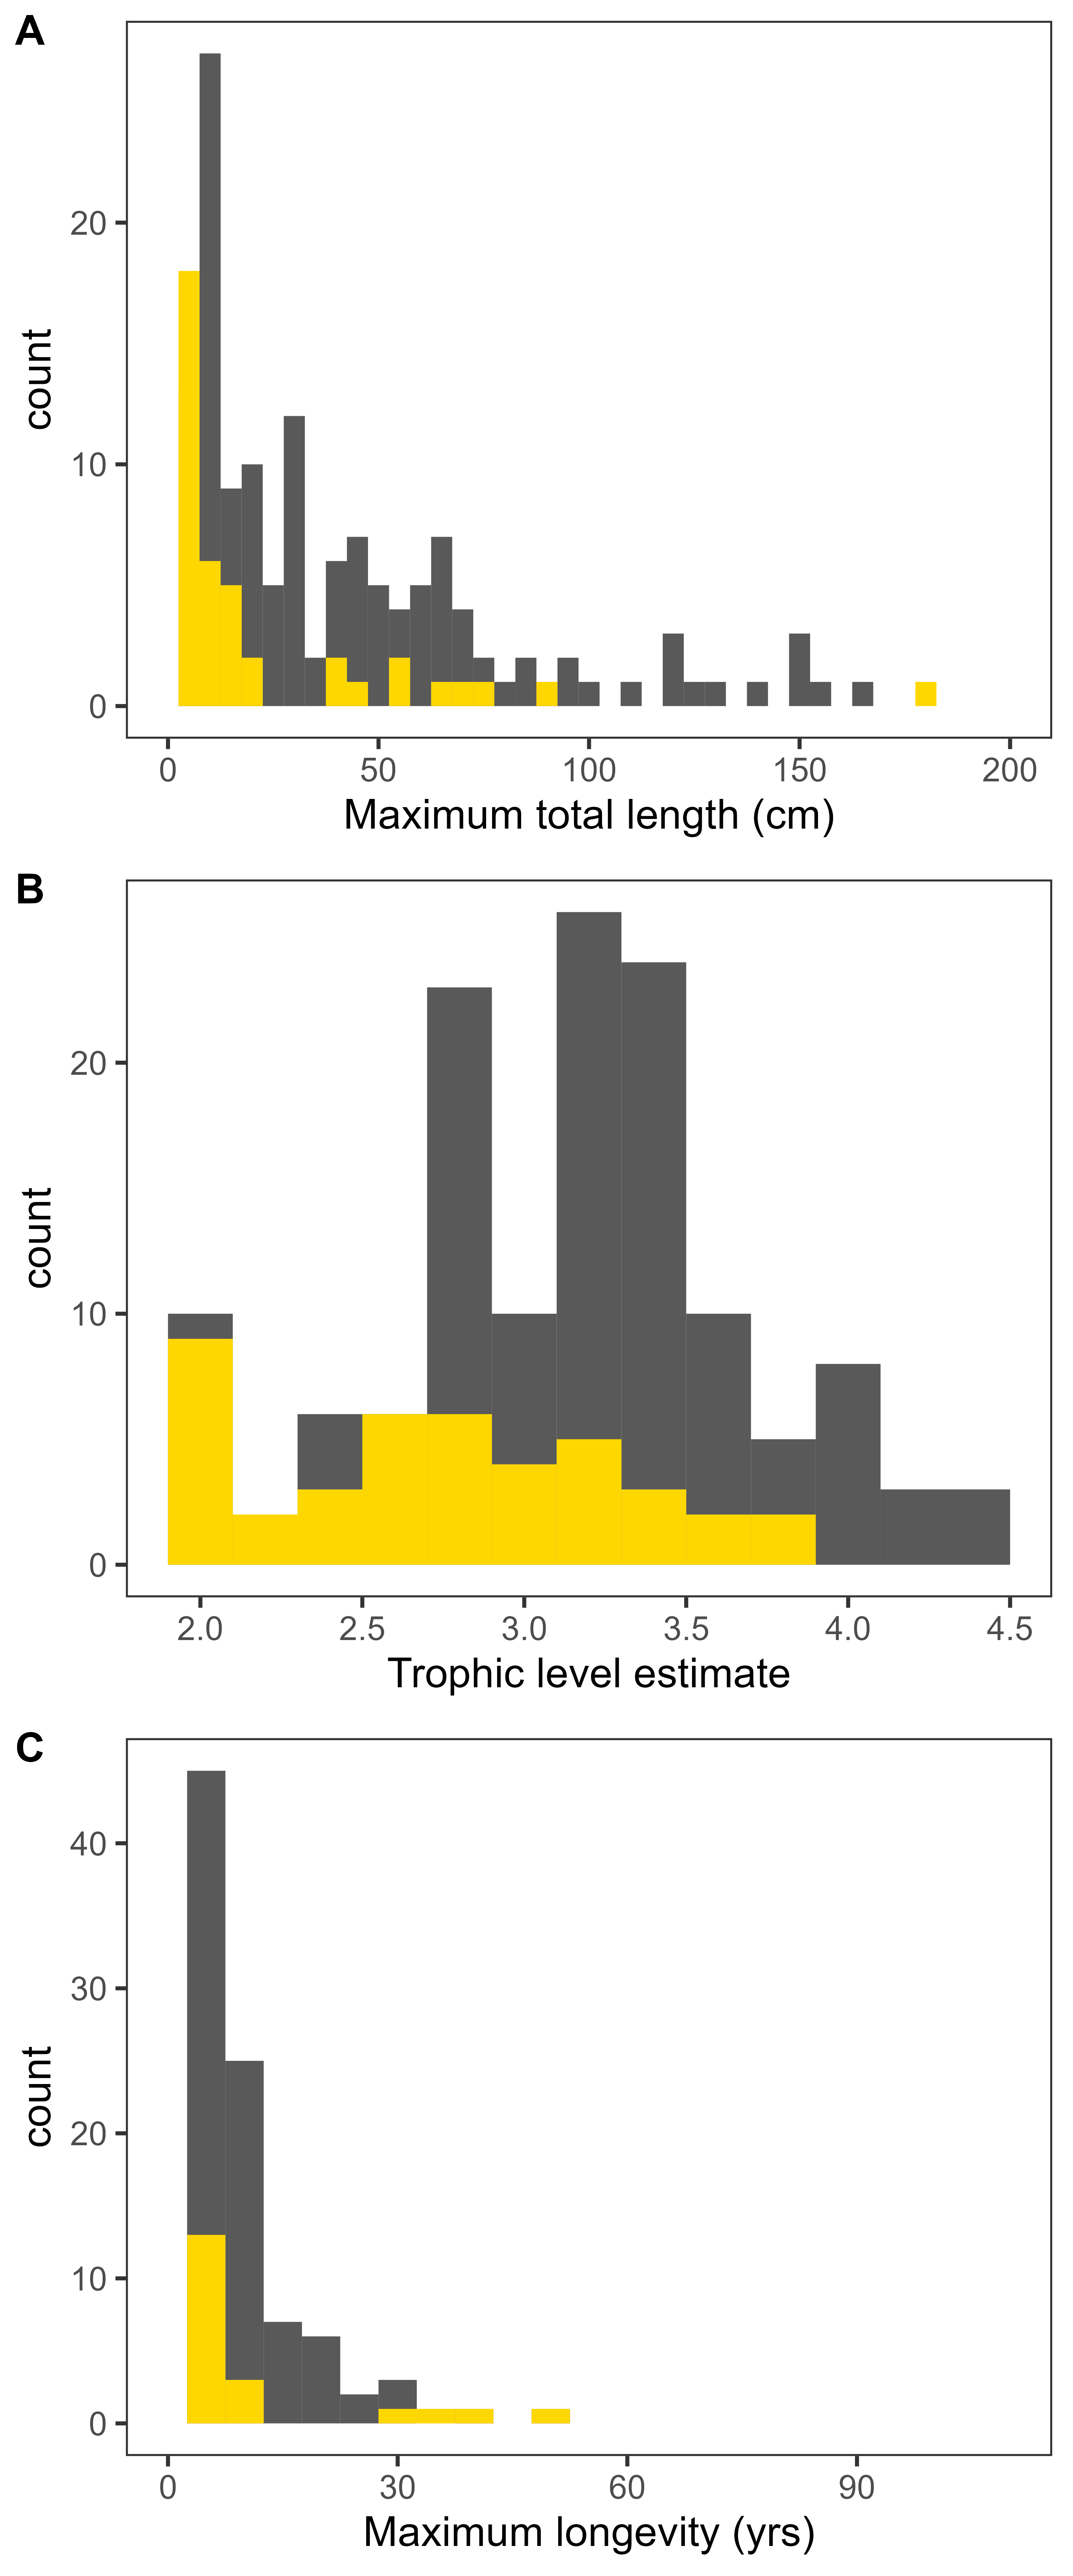 A
count
20
10
0
0 50 100 150 200
Maximum total length (cm)
B
count
20
10
0
2.0 2.5 3.0 3.5 4.0 4.5
Trophic level estimate
C
count
40
30
20
10
0
0 30 60 90
Maximum longevity (yrs)